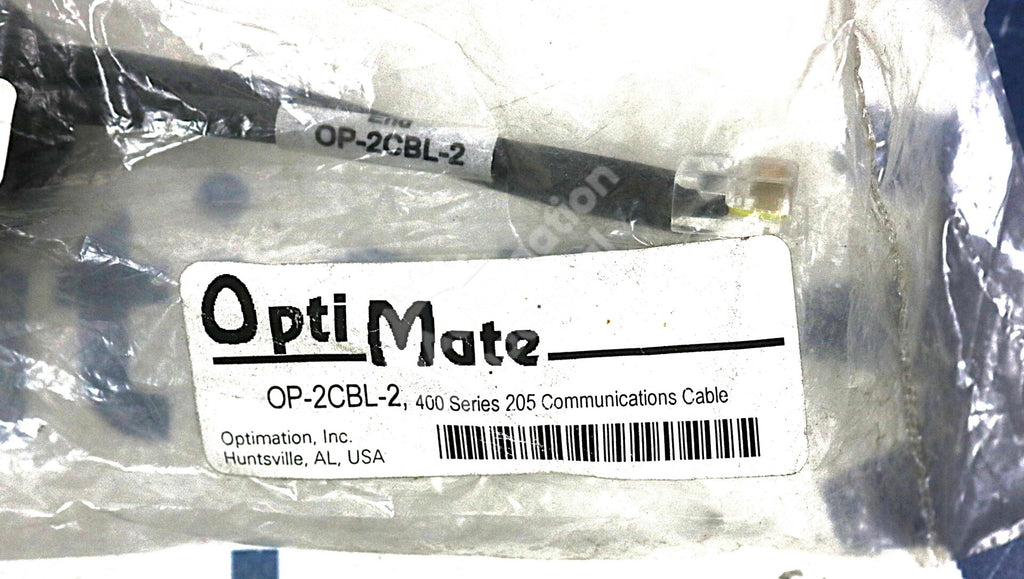 End
OP-2CBL-2
Opti Mate
OP-2CBL-2, 400 Series 205 Communications Cable
Optimation, Inc.
Huntsville, AL, USA